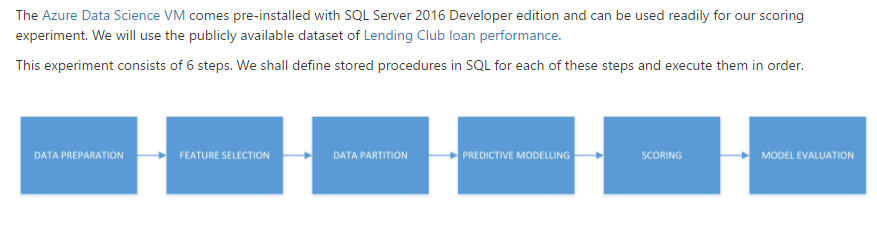 The Azure Data Science VM comes pre-installed with SQL Server 2016 Developer edition and can be used readily for our scoring
experiment. We will use the publicly available dataset of Lending Club loan performance.
This experiment consists of 6 steps. We shall define stored procedures in SQL for each of these steps and execute them in order.
DATA PREPARATION
FEATURE SELECTION
DATA PARTITION
PREDICTIVE MODELLING
SCORING
MODEL EVALUATION